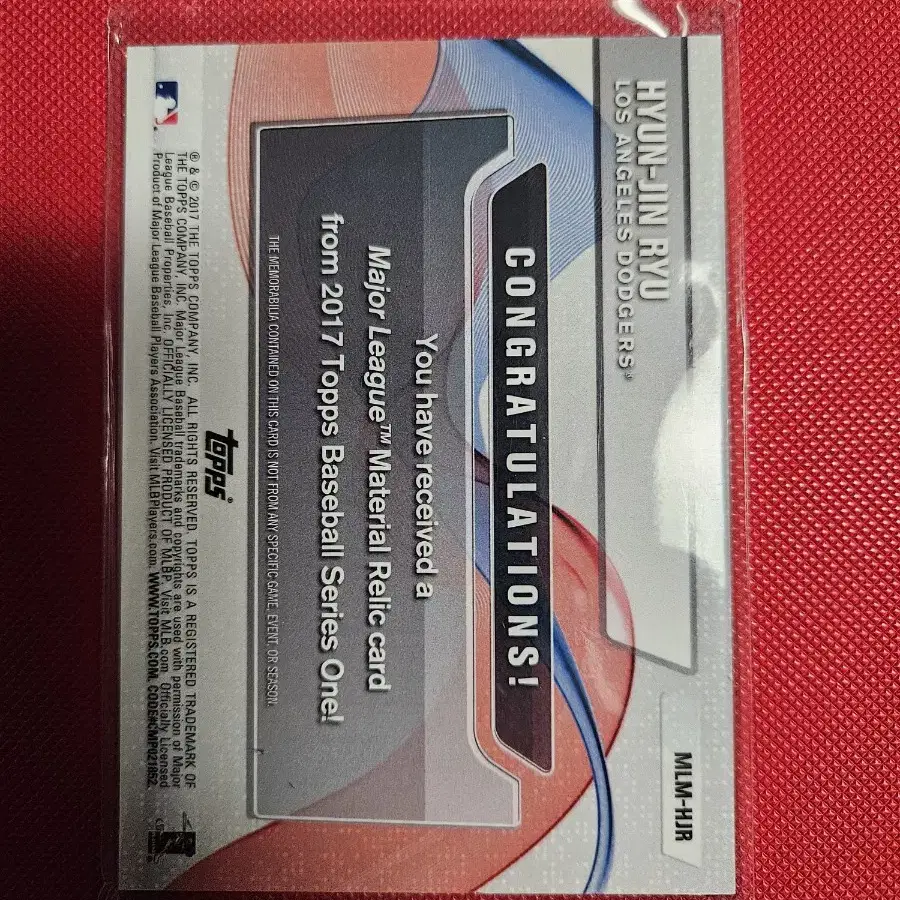 HYUN-JIN RYU
LOS ANGELES DODGERS™
MLM-HJR
CONGRATULATIONS!
You have received a
Major League™ Material Relic card
from 2017 Topps Baseball Series One!
THE MEMORABILIA CONTAINED ON THIS CARD IS NOT FROM ANY SPECIFIC GAME, EVENT, OR SEASON.
topps®
® & © 2017 THE TOPPS COMPANY, INC. ALL RIGHTS RESERVED. TOPPS IS A REGISTERED TRADEMARK OF
THE TOPPS COMPANY, INC. Major League Baseball trademarks and copyrights are used with permission of Major
League Baseball Properties, Inc. OFFICIALLY LICENSED PRODUCT OF MLBP. Visit MLB.com. Officially Licensed
Product of Major League Baseball Players Association. Visit MLBPlayers.com. WWW.TOPPS.COM. CODE#CMP021862